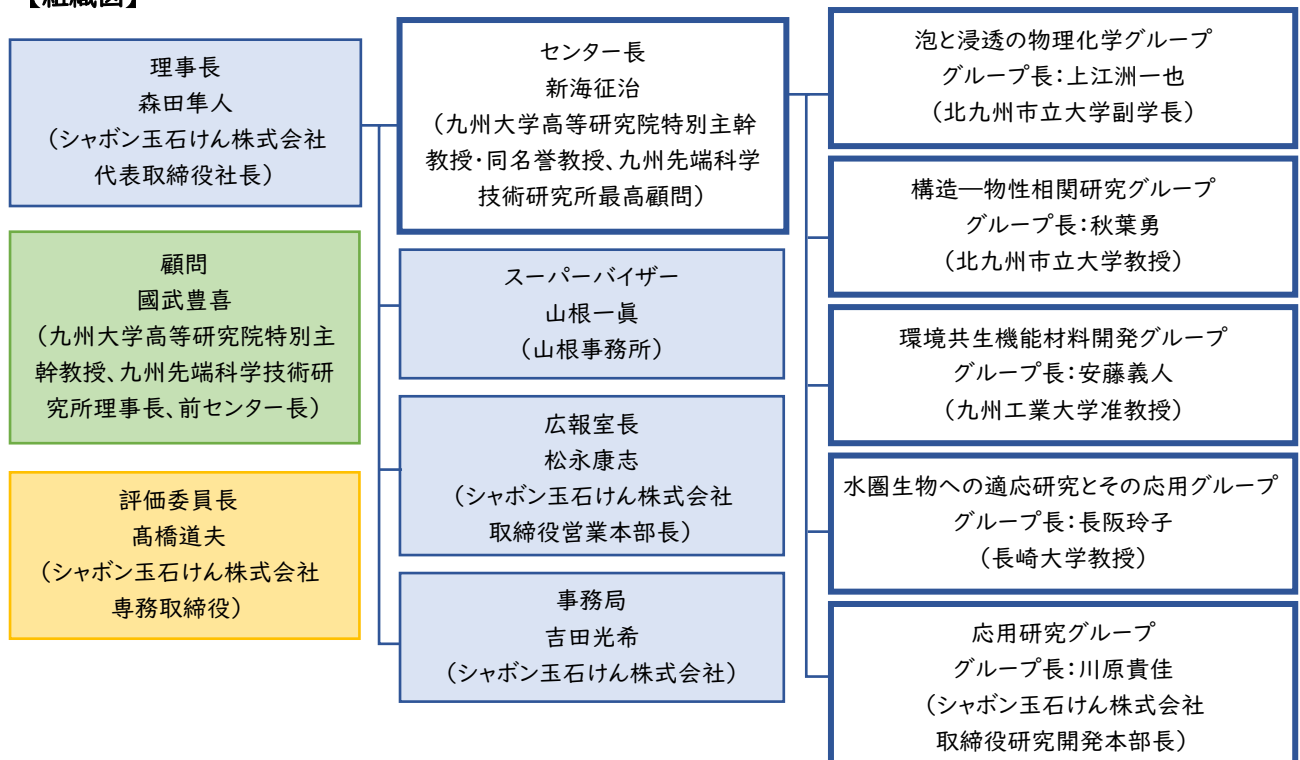 【組織図】
理事長
森田隼人
(シャボン玉石けん株式会社
代表取締役社長)
顧問
國武豊喜
(九州大学高等研究院特別主
幹教授、九州先端科学技術研
究所理事長、前センター長)
評価委員長
髙橋道夫
(シャボン玉石けん株式会社
専務取締役)
センター長
新海征治
(九州大学高等研究院特別主幹
教授・同名誉教授、九州先端科学
技術研究所最高顧問)
スーパーバイザー
山根一眞
(山根事務所)
広報室長
松永康志
(シャボン玉石けん株式会社
取締役営業本部長)
事務局
吉田光希
(シャボン玉石けん株式会社)
泡と浸透の物理化学グループ
グループ長:上江洲一也
(北九州市立大学副学長)
構造―物性相関研究グループ
グループ長:秋葉勇
(北九州市立大学教授)
環境共生機能材料開発グループ
グループ長:安藤義人
(九州工業大学准教授)
水圏生物への適応研究とその応用グループ
グループ長:長阪玲子
(長崎大学教授)
応用研究グループ
グループ長:川原貴佳
(シャボン玉石けん株式会社
取締役研究開発本部長)